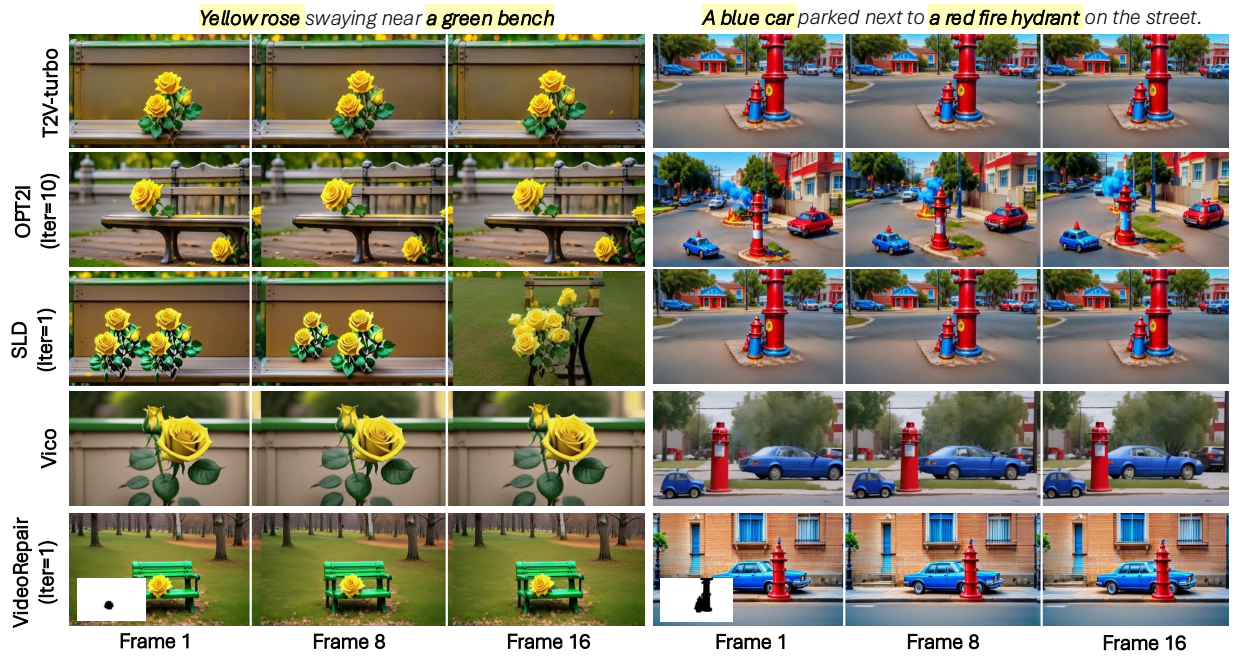 Yellow rose swaying near a green bench
A blue car parked next to a red fire hydrant on the street.
T2V-turbo
OPT2I
(Iter=10)
SLD
(Iter=1)
Vico
VideoRepair
(Iter=1)
Frame 1
Frame 8
Frame 16
Frame 1
Frame 8
Frame 16